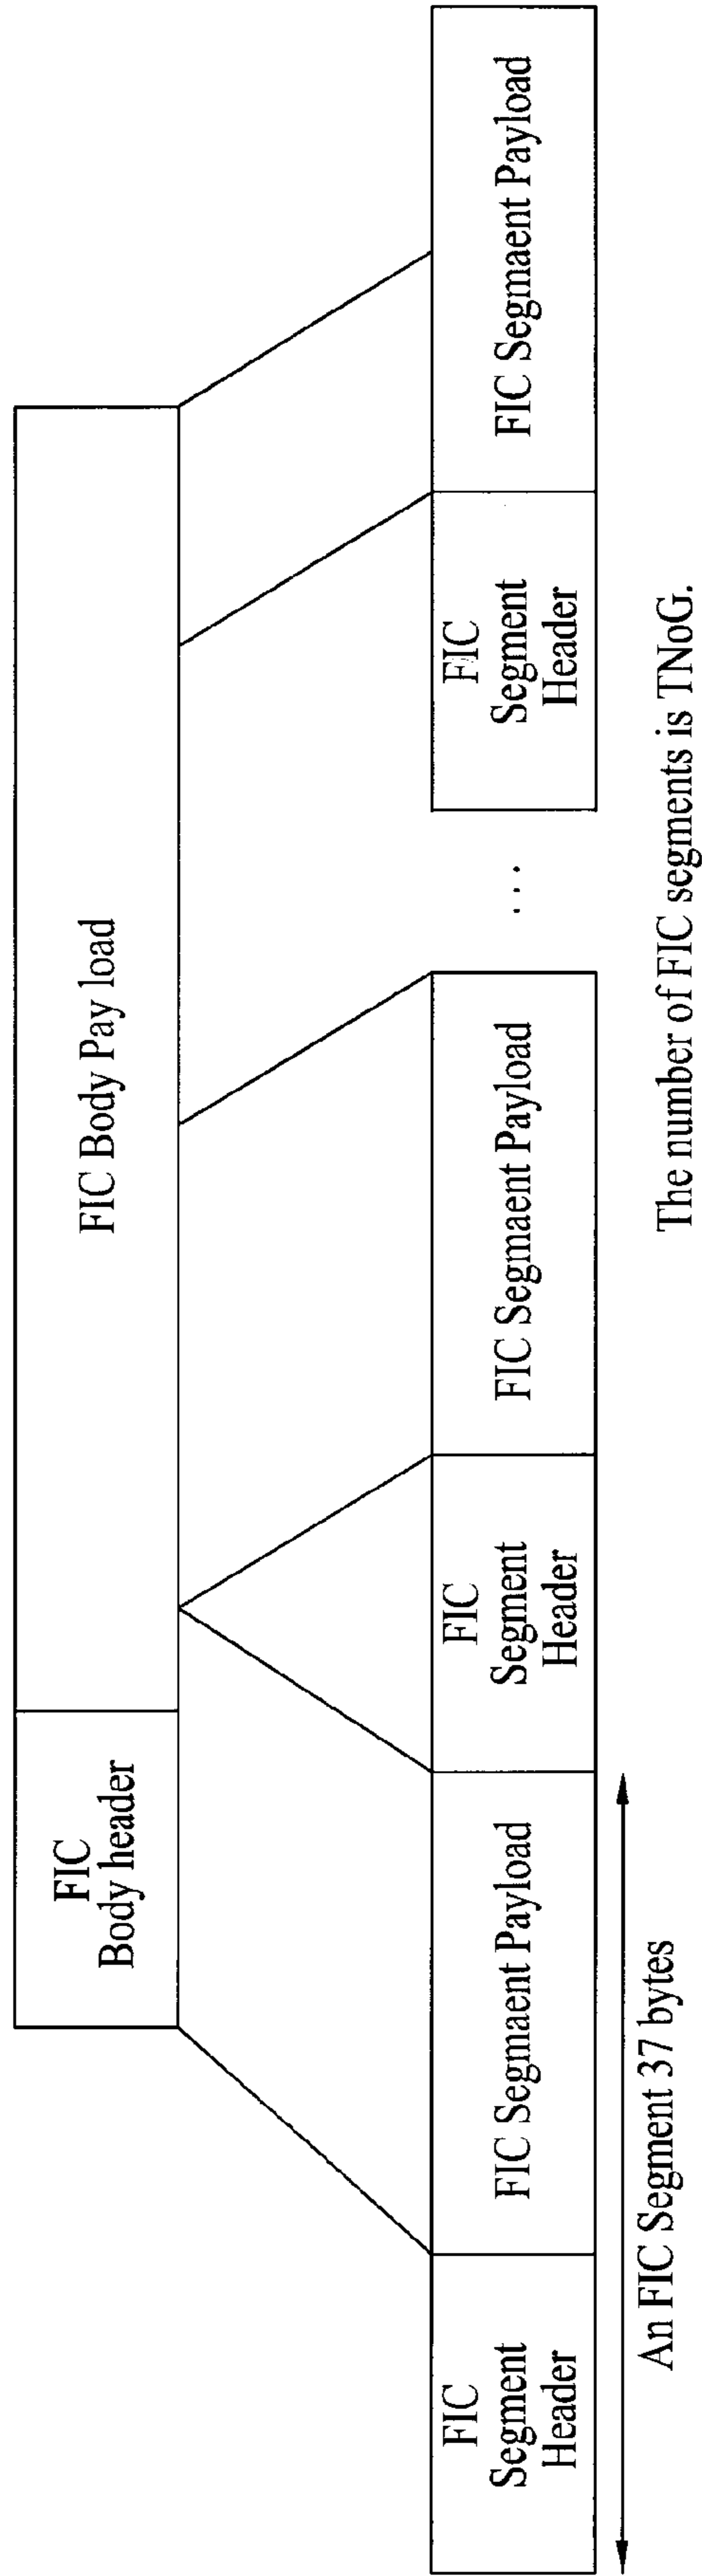 FIC
Body header
FIC Body Pay load
FIC
Segment
Header
FIC Segmaent Payload
FIC
Segment
Header
FIC Segmaent Payload
...
FIC
Segment
Header
FIC Segmaent Payload
An FIC Segment 37 bytes
The number of FIC segments is TNoG.